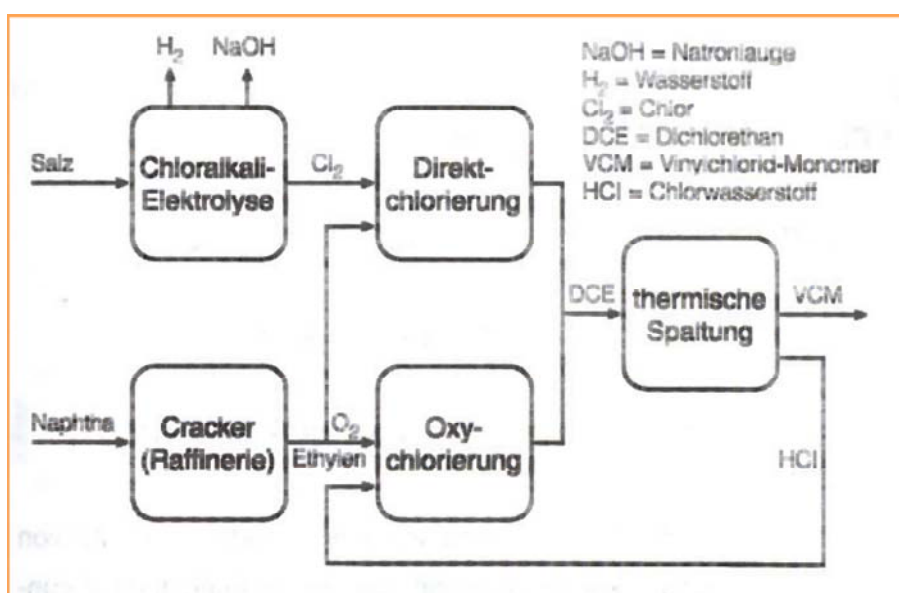 H₂ NaOH
NaOH = Natronlauge
H₂ = Wasserstoff
Cl₂ = Chlor
DCE = Dichlorethan
VCM = Vinylchlorid-Monomer
HCl = Chlorwasserstoff
Salz
Chloralkali-
Elektrolyse
Cl₂
Direkt-
chlorierung
DCE
thermische
Spaltung
VCM
Naphtha
Cracker
(Raffinerie)
O₂
Ethylen
Oxy-
chlorierung
HCl